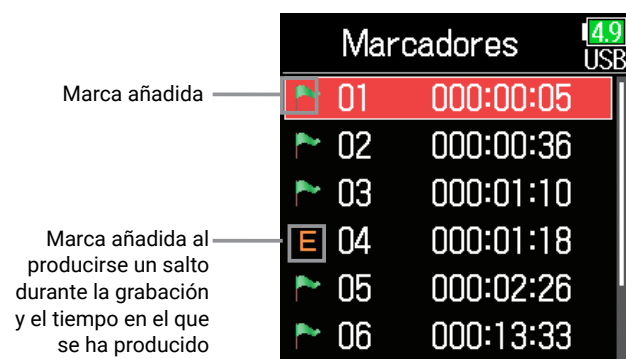 Marcadores
4.9
USB
Marca añadida
01 000:00:05
02 000:00:36
03 000:01:10
Marca añadida al
producirse un salto
durante la grabación
y el tiempo en el que
se ha producido
E 04 000:01:18
05 000:02:26
06 000:13:33